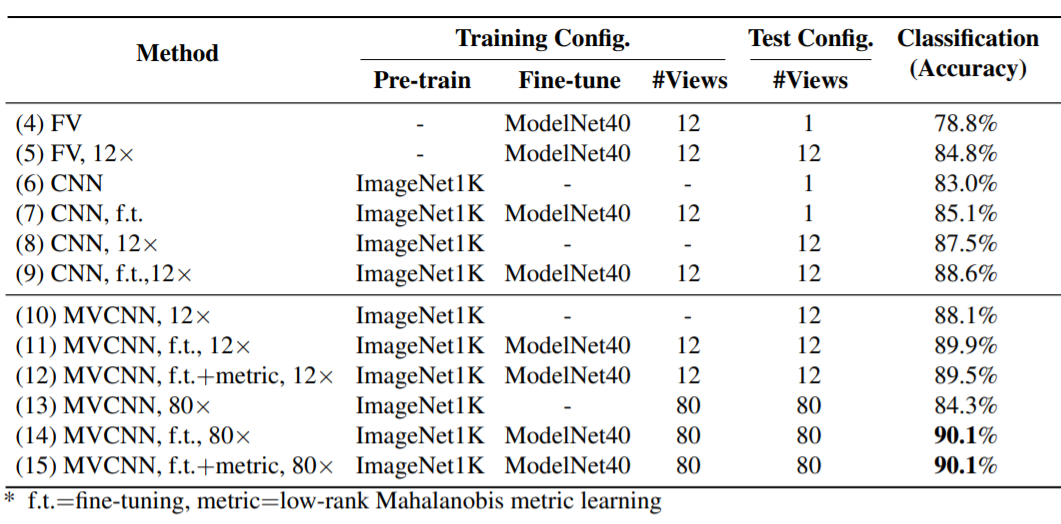 Method Training Config. Test Config. Classification (Accuracy)
Pre-train Fine-tune #Views #Views
(4) FV - ModelNet40 12 1 78.8%
(5) FV, 12× - ModelNet40 12 12 84.8%
(6) CNN ImageNet1K - - 1 83.0%
(7) CNN, f.t. ImageNet1K ModelNet40 12 1 85.1%
(8) CNN, 12× ImageNet1K - - 12 87.5%
(9) CNN, f.t.,12× ImageNet1K ModelNet40 12 12 88.6%
(10) MVCNN, 12× ImageNet1K - - 12 88.1%
(11) MVCNN, f.t., 12× ImageNet1K ModelNet40 12 12 89.9%
(12) MVCNN, f.t.+metric, 12× ImageNet1K ModelNet40 12 12 89.5%
(13) MVCNN, 80× ImageNet1K - 80 80 84.3%
(14) MVCNN, f.t., 80× ImageNet1K ModelNet40 80 80 90.1%
(15) MVCNN, f.t.+metric, 80× ImageNet1K ModelNet40 80 80 90.1%
* f.t.=fine-tuning, metric=low-rank Mahalanobis metric learning